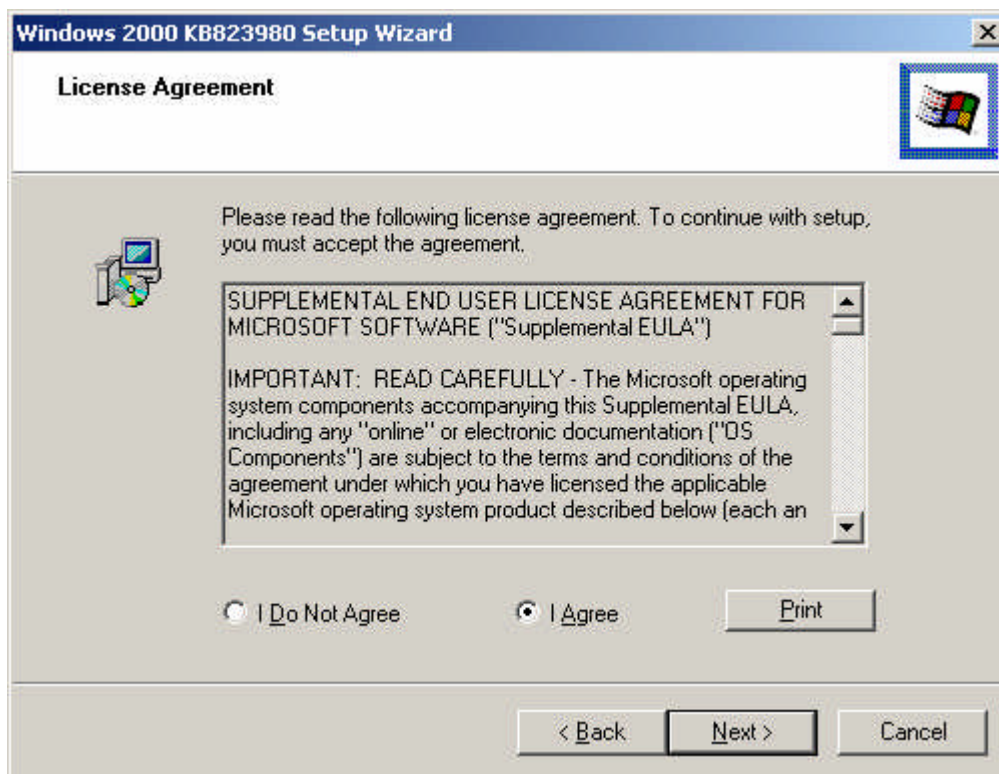 Windows 2000 KB823980 Setup Wizard
License Agreement
Please read the following license agreement. To continue with setup,
you must accept the agreement.
SUPPLEMENTAL END USER LICENSE AGREEMENT FOR
MICROSOFT SOFTWARE ("Supplemental EULA")
IMPORTANT:  READ CAREFULLY - The Microsoft operating
system components accompanying this Supplemental EULA,
including any "online" or electronic documentation ("OS
Components") are subject to the terms and conditions of the
agreement under which you have licensed the applicable
Microsoft operating system product described below (each an
I Do Not Agree
I Agree
Print
< Back
Next >
Cancel